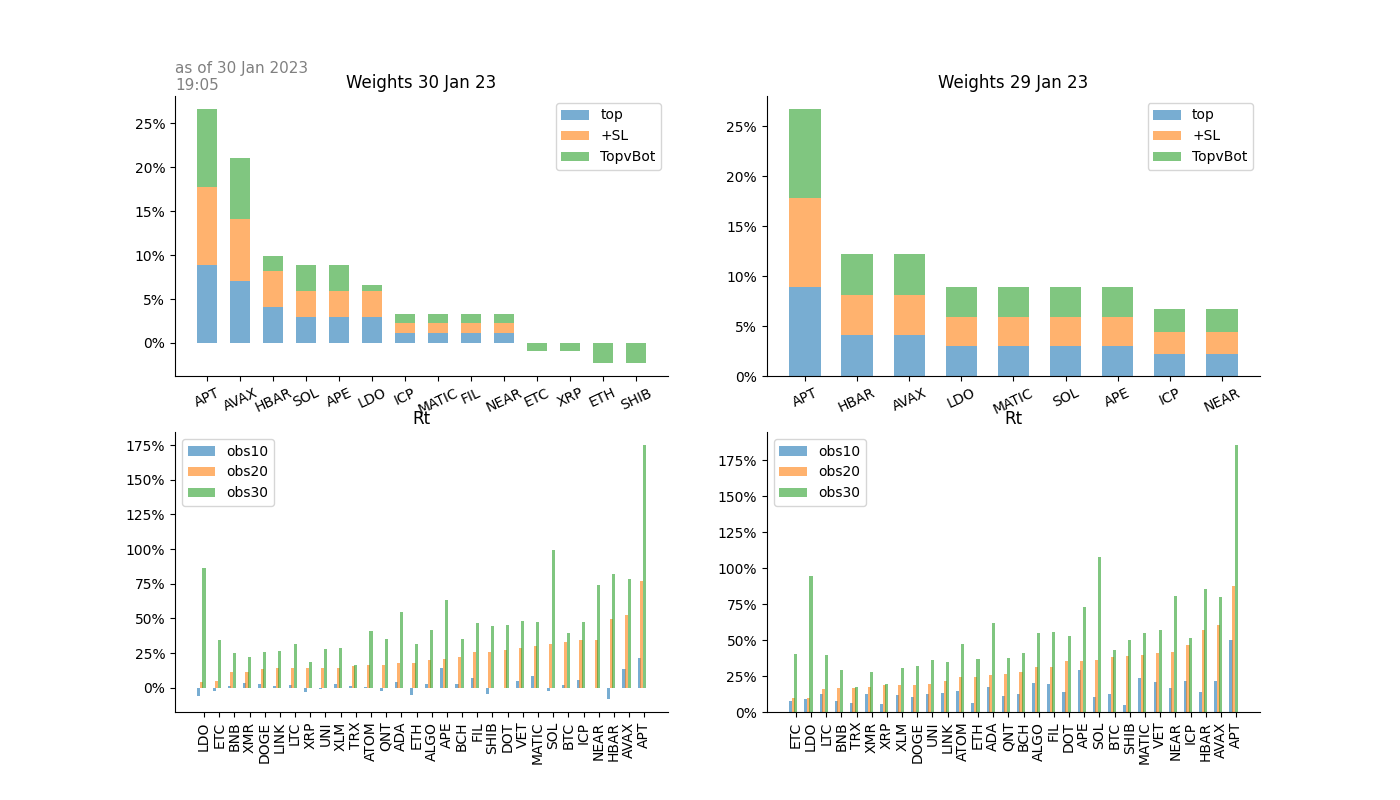 as of 30 Jan 2023
19:05
Weights 30 Jan 23
25%
20%
15%
10%
5%
0%
top
+SL
TopvBot
APT AVAX HBAR SOL APE LDO ICP MATIC FIL NEAR ETC XRP ETH SHIB
Weights 29 Jan 23
25%
20%
15%
10%
5%
0%
top
+SL
TopvBot
APT HBAR AVAX LDO MATIC SOL APE ICP NEAR
Rt
175%
150%
125%
100%
75%
50%
25%
0%
obs10
obs20
obs30
LDO ETC BNB XMR DOGE LINK LTC XRP UNI XLM TRX ATOM QNT ADA ETH ALGO APE BCH FIL SHIB DOT VET MATIC SOL BTC ICP NEAR HBAR AVAX APT
Rt
175%
150%
125%
100%
75%
50%
25%
0%
obs10
obs20
obs30
ETC LDO LTC BNB TRX XMR XRP XLM DOGE UNI LINK ATOM ETH ADA QNT BCH ALGO FIL DOT APE SOL BTC SHIB MATIC VET NEAR ICP HBAR AVAX APT